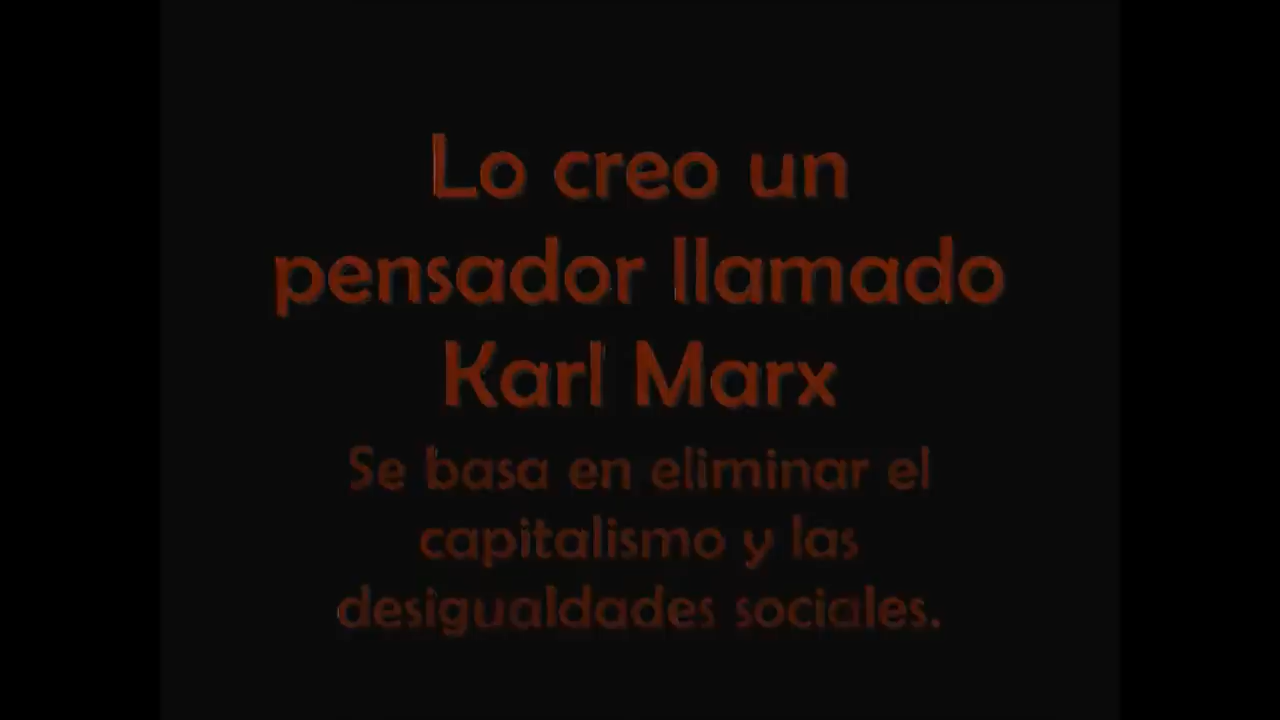 Lo creo un
pensador llamado
Karl Marx
Se basa en eliminar el
capitalismo y las
desigualdades sociales.